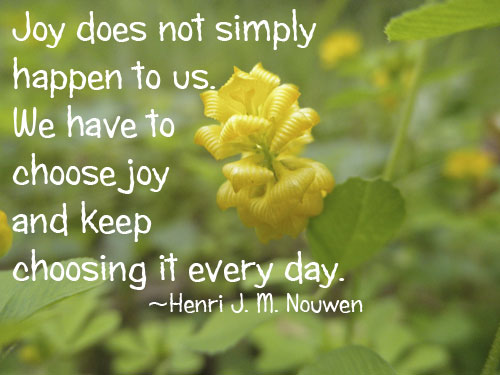 Joy does not simply
happen to us.
We have to
choose joy
and keep
choosing it every day.
~Henri J. M. Nouwen